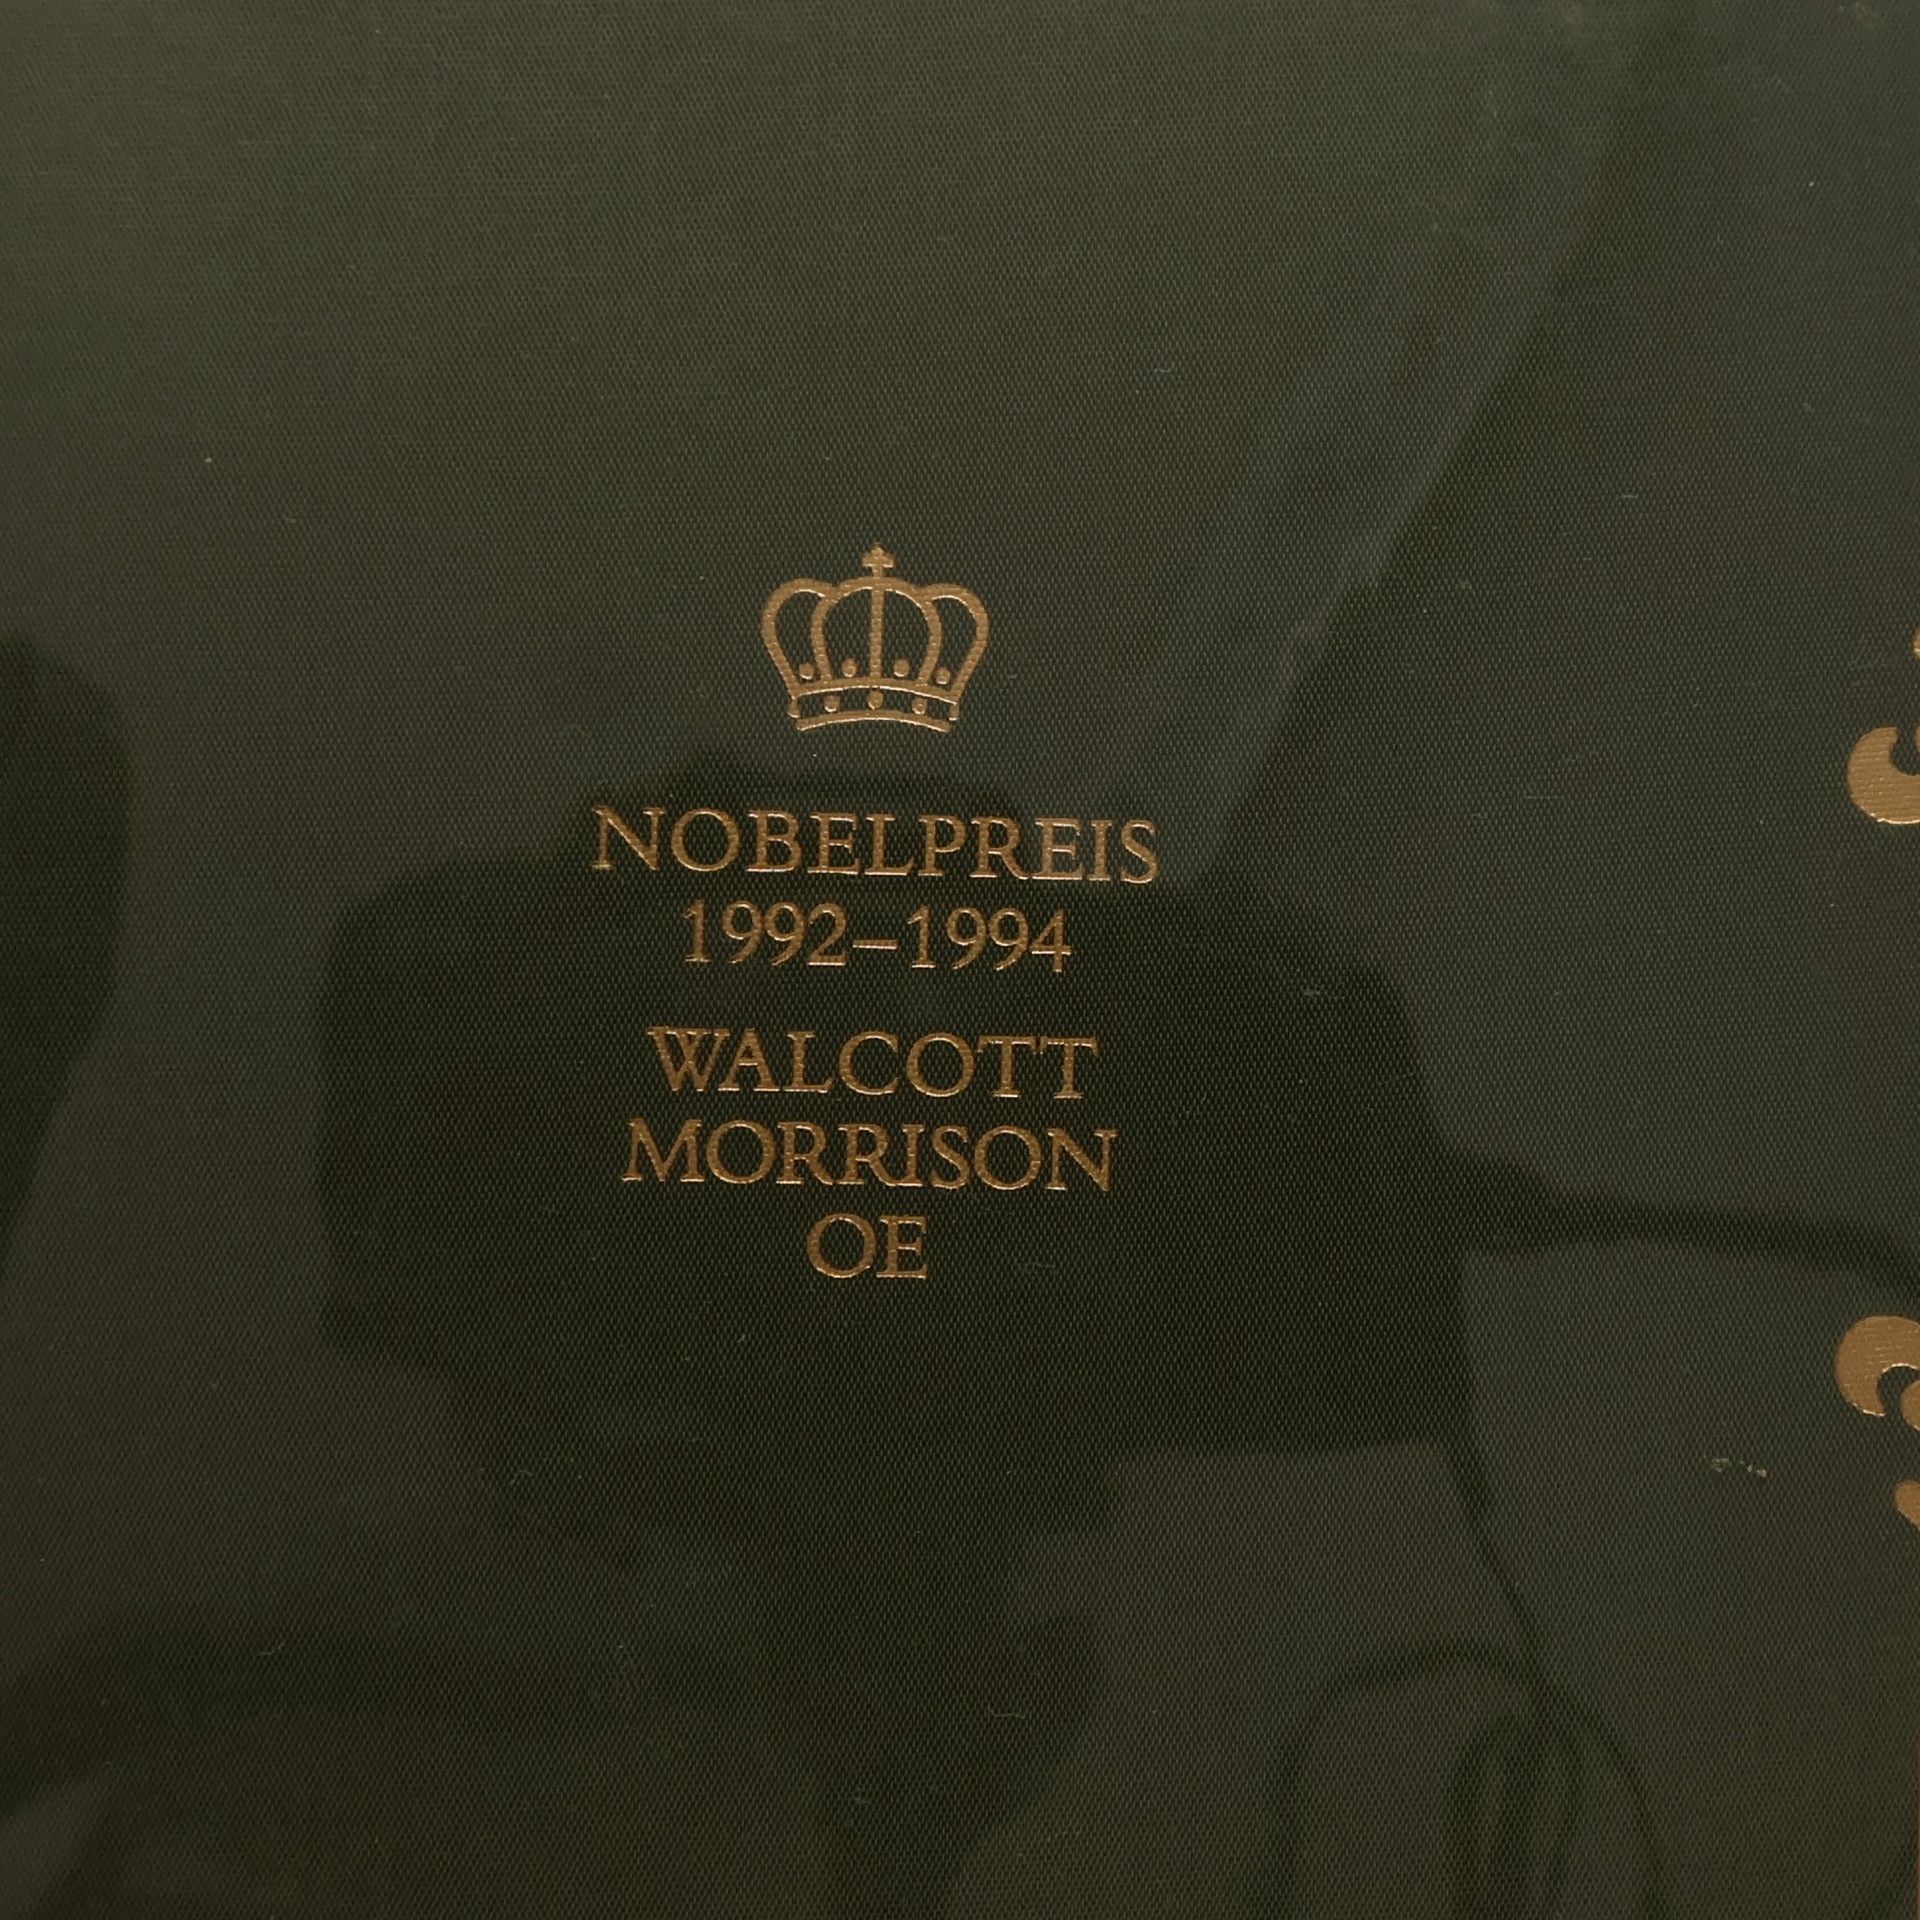 NOBELPREIS
1992–1994
WALCOTT
MORRISON
OE